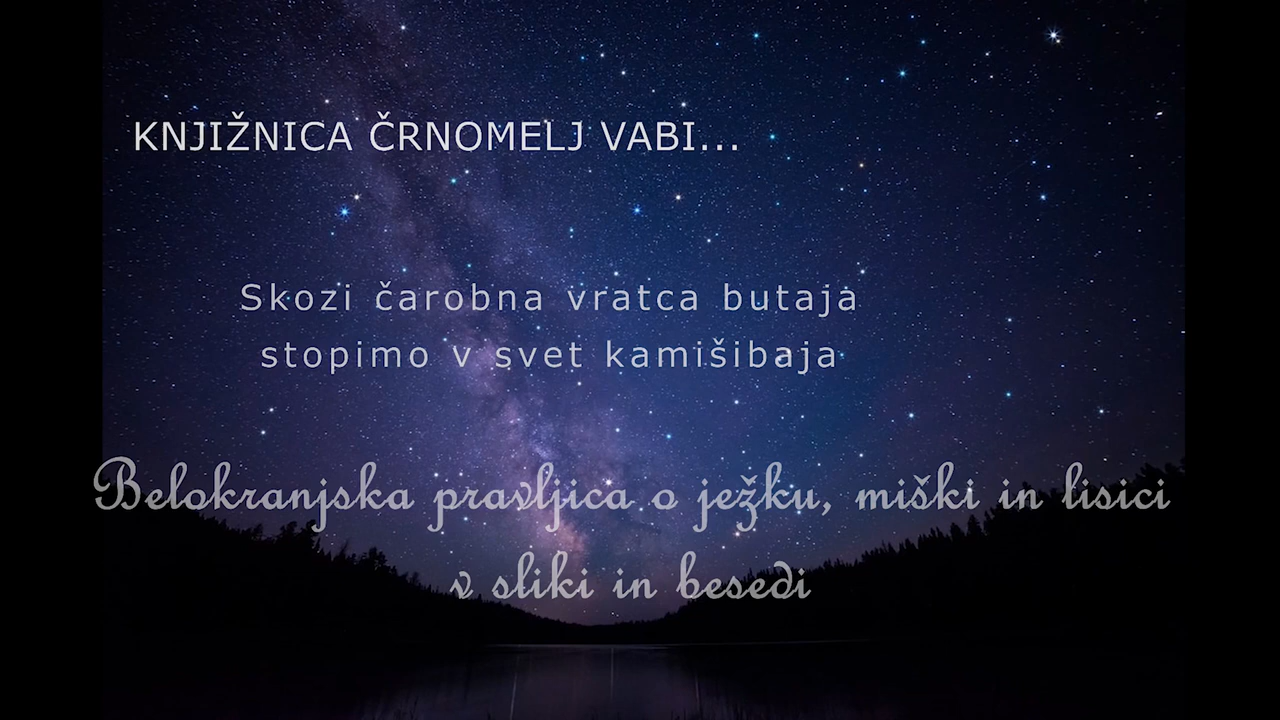 KNJIŽNICA ČRNOMELJ VABI...
Skozi čarobna vratca butaja
stopimo v svet kamišibaja
Belokranjska pravljica o ježku, miški in lisici
v sliki in besedi